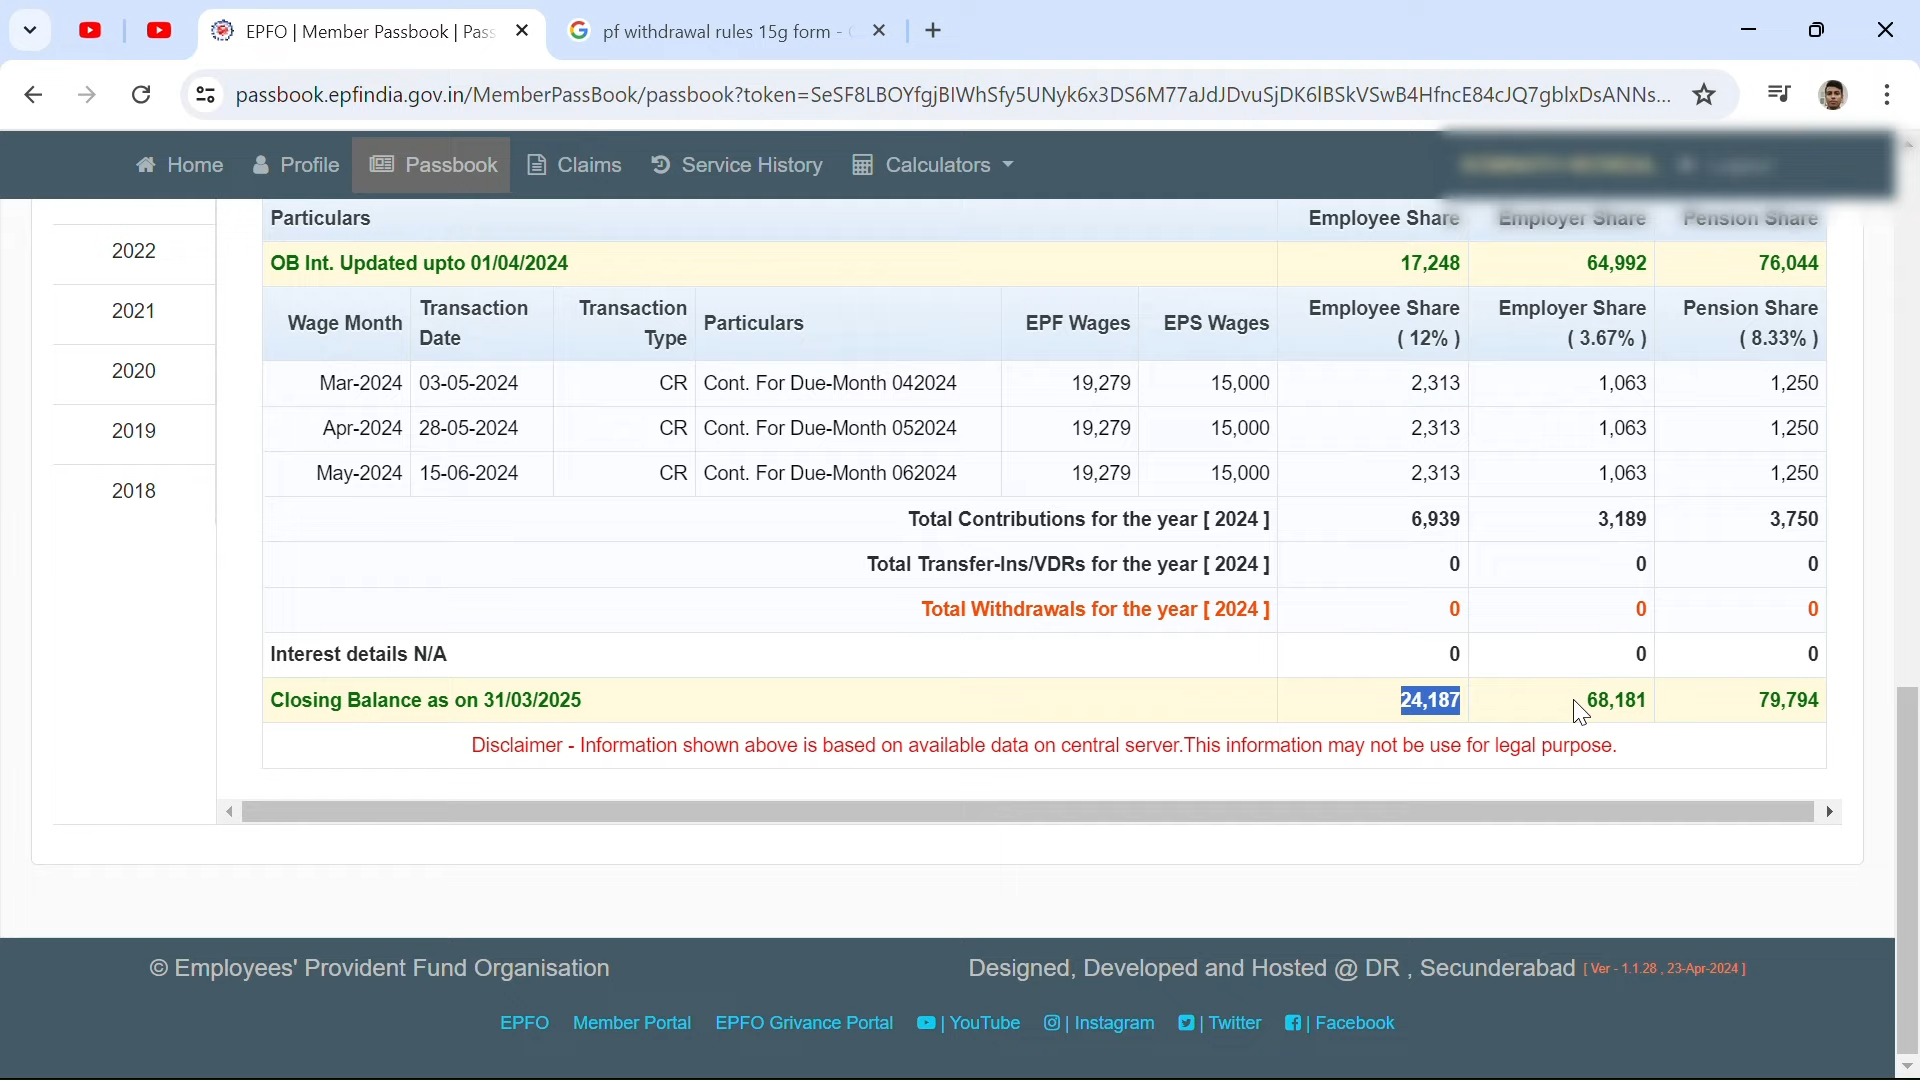 EPFO | Member Passbook | Pass
pf withdrawal rules 15g form -
passbook.epfindia.gov.in/MemberPassBook/passbook?token=SeSF8LBOYfgjBIWhSfy5UNyk6x3DS6M77aJdJDvuSjDK6IBSkVSwB4HfncE84cJQ7gblxDsANNs...
Home Profile Passbook Claims Service History Calculators
2022
2021
2020
2019
2018
Particulars Employee Share Employer Share Pension Share
OB Int. Updated upto 01/04/2024 17,248 64,992 76,044
Wage Month Transaction Date Transaction Type Particulars EPF Wages EPS Wages Employee Share ( 12% ) Employer Share ( 3.67% ) Pension Share ( 8.33% )
Mar-2024 03-05-2024 CR Cont. For Due-Month 042024 19,279 15,000 2,313 1,063 1,250
Apr-2024 28-05-2024 CR Cont. For Due-Month 052024 19,279 15,000 2,313 1,063 1,250
May-2024 15-06-2024 CR Cont. For Due-Month 062024 19,279 15,000 2,313 1,063 1,250
Total Contributions for the year [ 2024 ] 6,939 3,189 3,750
Total Transfer-Ins/VDRs for the year [ 2024 ] 0 0 0
Total Withdrawals for the year [ 2024 ] 0 0 0
Interest details N/A 0 0 0
Closing Balance as on 31/03/2025 24,187 68,181 79,794
Disclaimer - Information shown above is based on available data on central server.This information may not be use for legal purpose.
© Employees' Provident Fund Organisation
Designed, Developed and Hosted @ DR , Secunderabad [ Ver - 1.1.28 , 23-Apr-2024 ]
EPFO Member Portal EPFO Grivance Portal | YouTube | Instagram | Twitter | Facebook